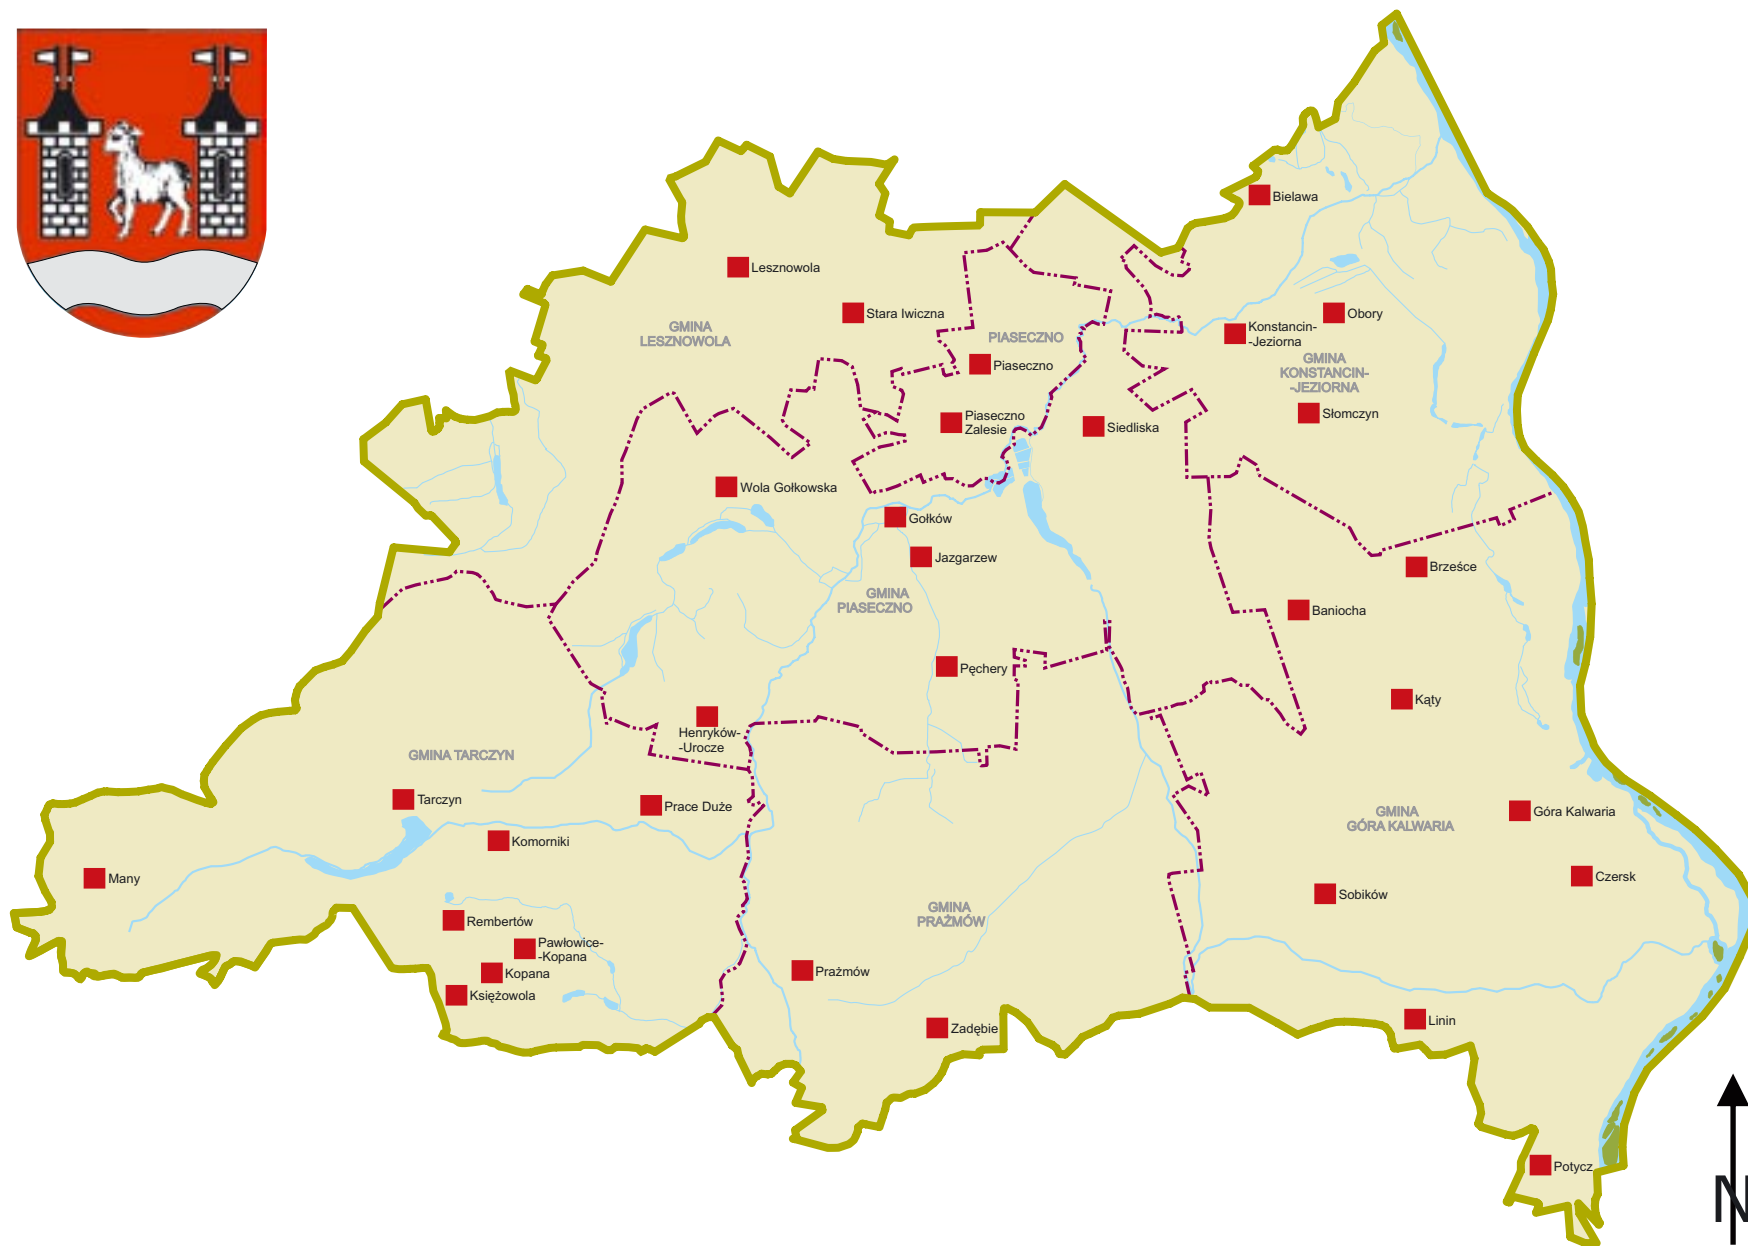 Bielawa
Lesznowola
Stara Iwiczna
Obory
GMINA
LESZNOWOLA
PIASECZNO
Konstancin-
-Jeziorna
GMINA
KONSTANCIN-
-JEZIORNA
Piaseczno
Piaseczno
Zalesie
Siedliska
Słomczyn
Wola Gołkowska
Gołków
Jazgarzew
Brześce
GMINA
PIASECZNO
Baniocha
Pęchery
Kąty
Henryków-
-Urocze
GMINA TARCZYN
Tarczyn
Prace Duże
GMINA
GÓRA KALWARIA
Góra Kalwaria
Komorniki
Many
Czersk
Sobików
GMINA
PRAŻMÓW
Rembertów
Pawłowice-
-Kopana
Kopana
Prażmów
Księżowola
Linin
Zadębie
Potycz
N